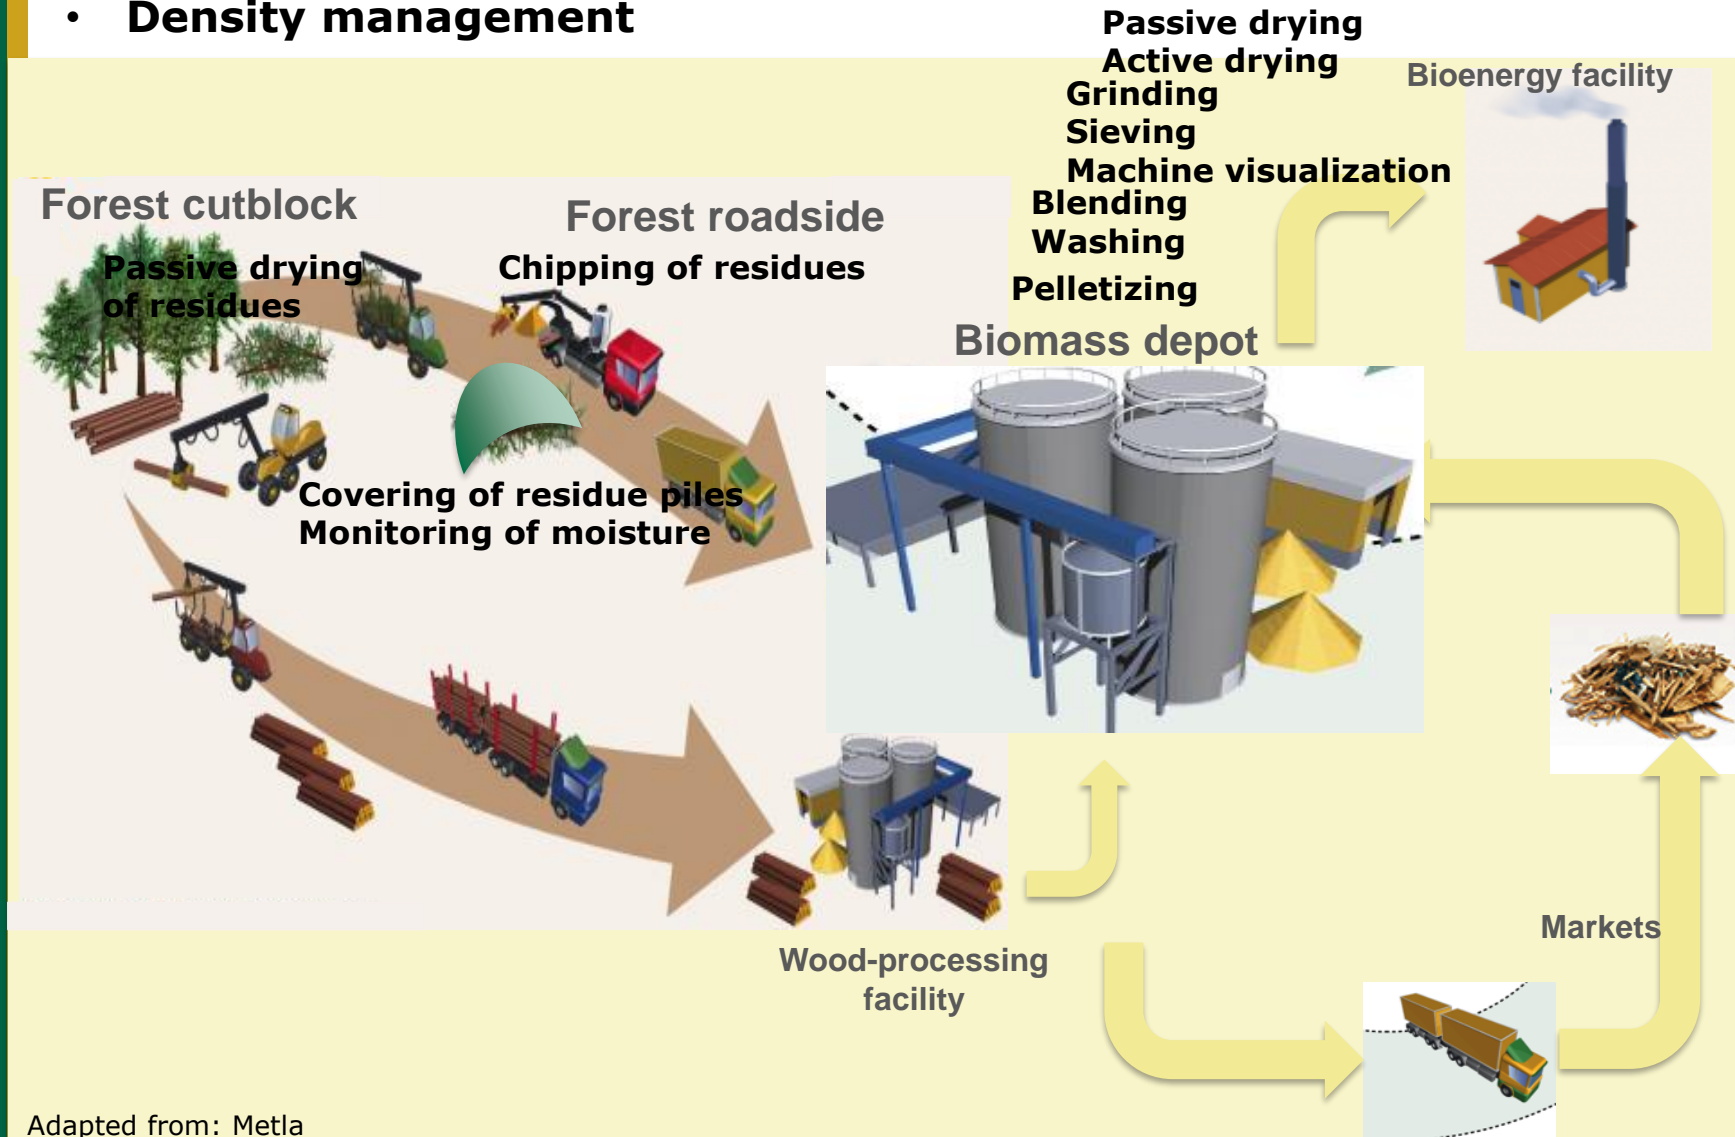 • Density management
Passive drying
Active drying
Grinding
Sieving
Machine visualization
Blending
Washing
Pelletizing
Bioenergy facility
Forest cutblock
Forest roadside
Passive drying
of residues
Chipping of residues
Biomass depot
Covering of residue piles
Monitoring of moisture
Wood-processing
facility
Markets
Adapted from: Metla